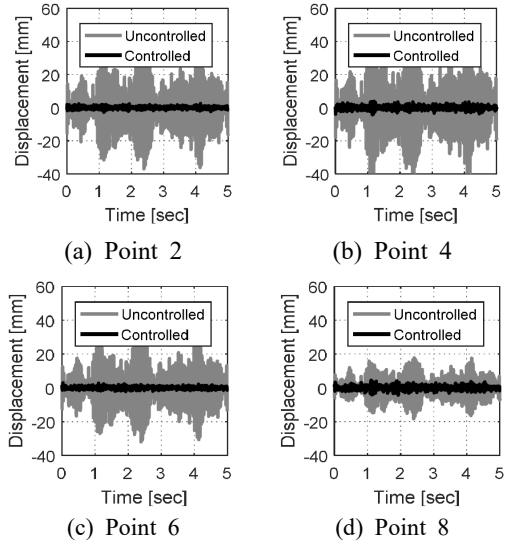 60
40
20
0
-20
-40
Displacement [mm]
Uncontrolled
Controlled
0 1 2 3 4 5
Time [sec]
(a) Point 2
60
40
20
0
-20
-40
Displacement [mm]
Uncontrolled
Controlled
0 1 2 3 4 5
Time [sec]
(b) Point 4
60
40
20
0
-20
-40
Displacement [mm]
Uncontrolled
Controlled
0 1 2 3 4 5
Time [sec]
(c) Point 6
60
40
20
0
-20
-40
Displacement [mm]
Uncontrolled
Controlled
0 1 2 3 4 5
Time [sec]
(d) Point 8